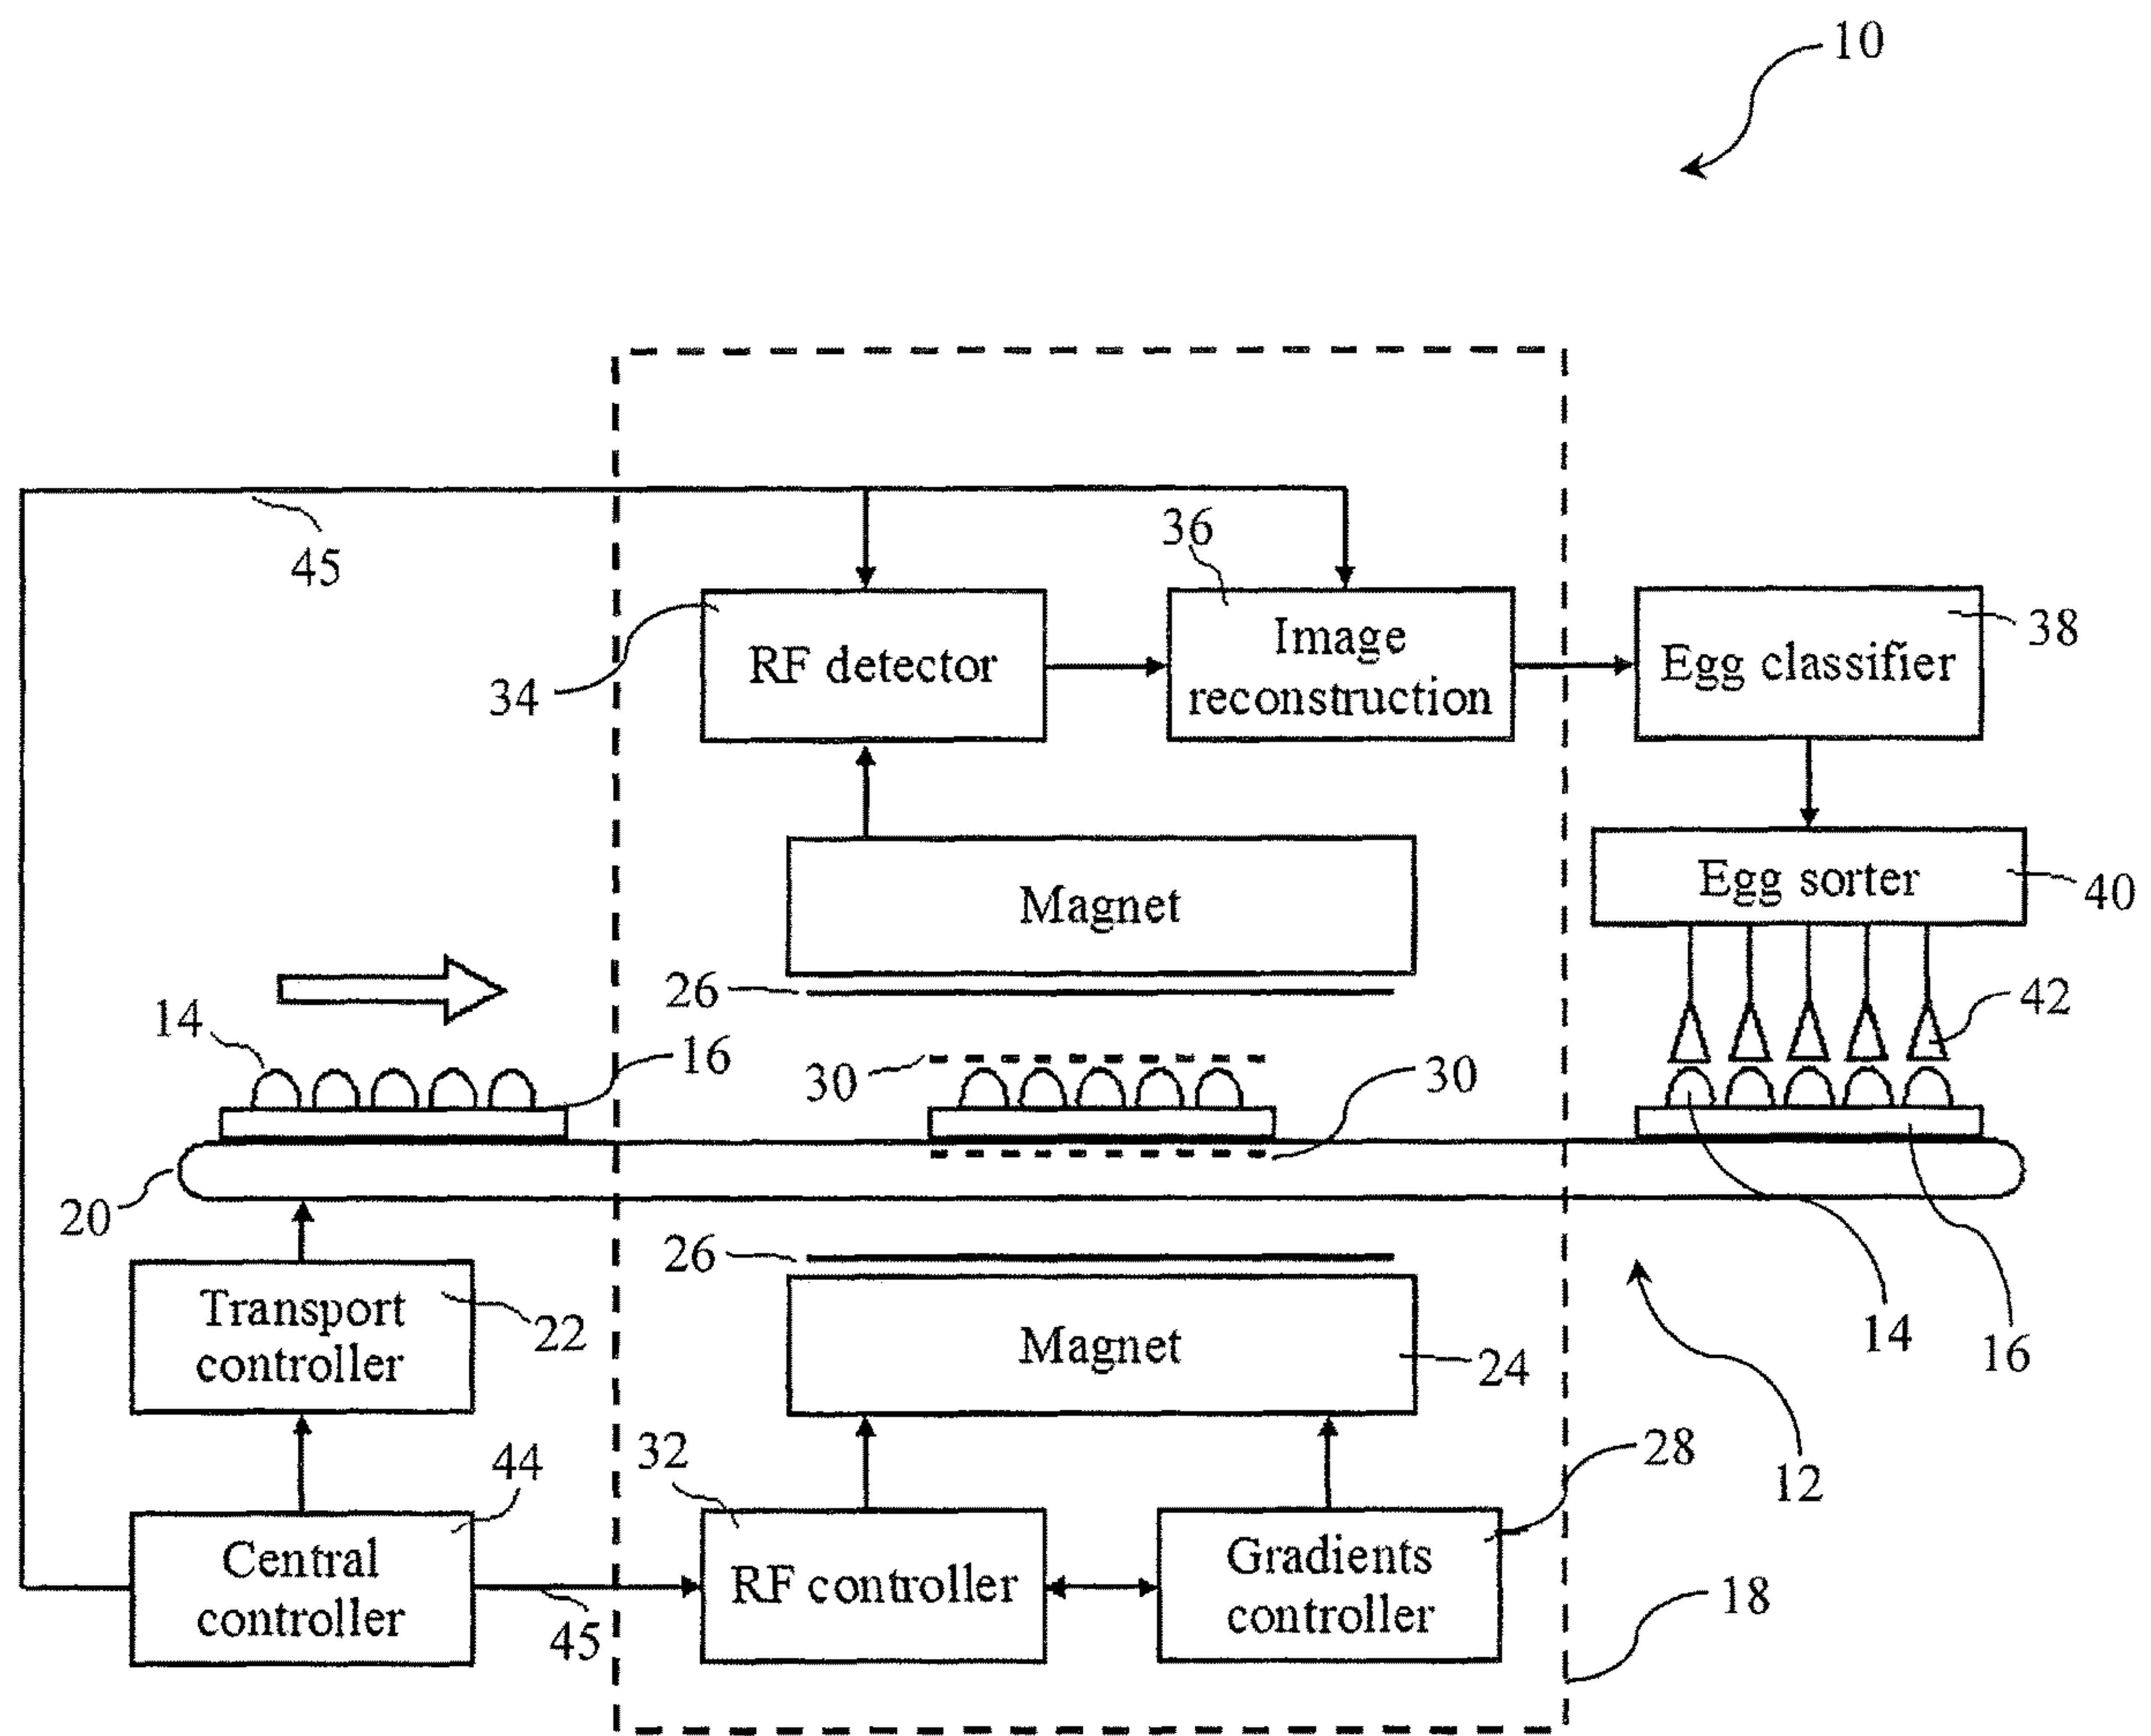 10
45
36
34
RF detector
Image
reconstruction
Egg classifier
38
Magnet
Egg sorter
40
26
42
14
16
30
30
20
26
Transport
controller
22
Magnet
24
14
16
12
44
32
28
Central
controller
45
RF controller
Gradients
controller
18